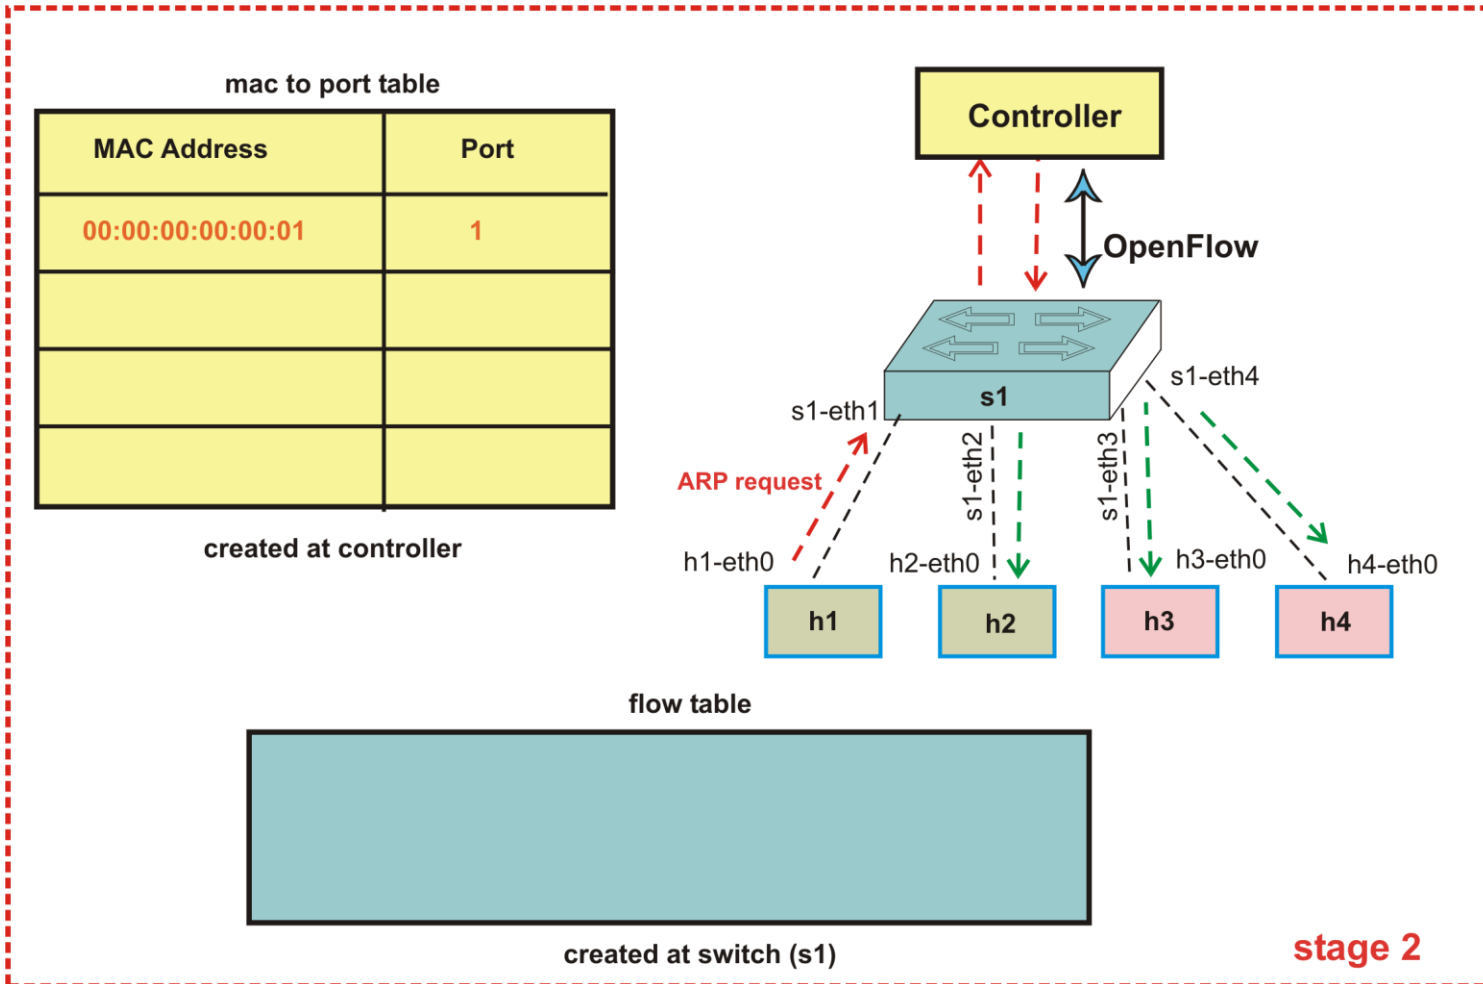 mac to port table
MAC Address Port
00:00:00:00:00:01 1
created at controller
Controller
OpenFlow
s1
s1-eth1
s1-eth2
s1-eth3
s1-eth4
ARP request
h1-eth0
h2-eth0
h3-eth0
h4-eth0
h1
h2
h3
h4
flow table
created at switch (s1)
stage 2